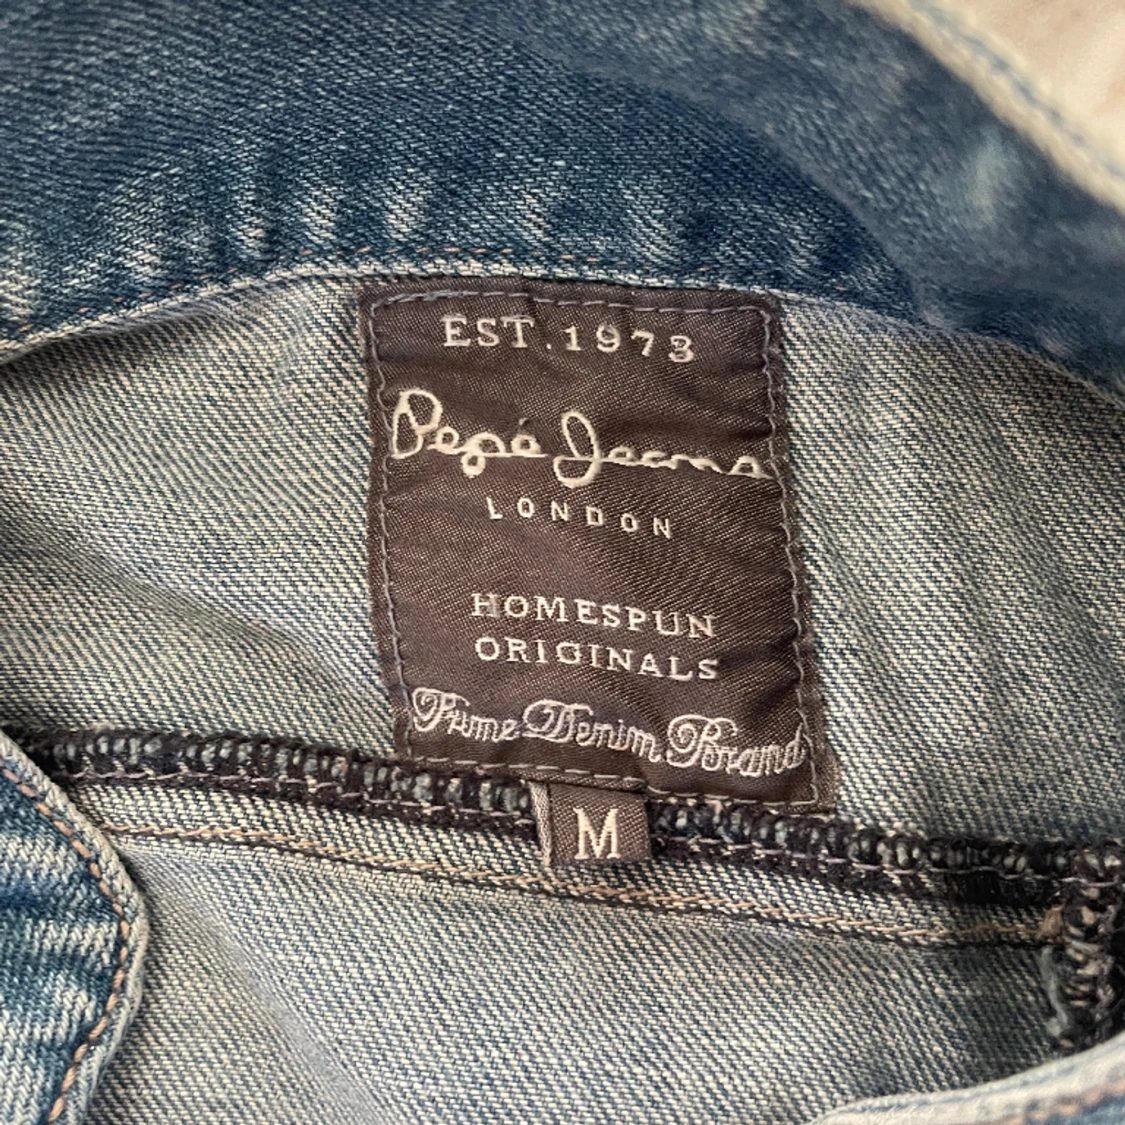 EST.1973
Pepe Jeans
LONDON
HOMESPUN
ORIGINALS
Prime Denim Brand
M